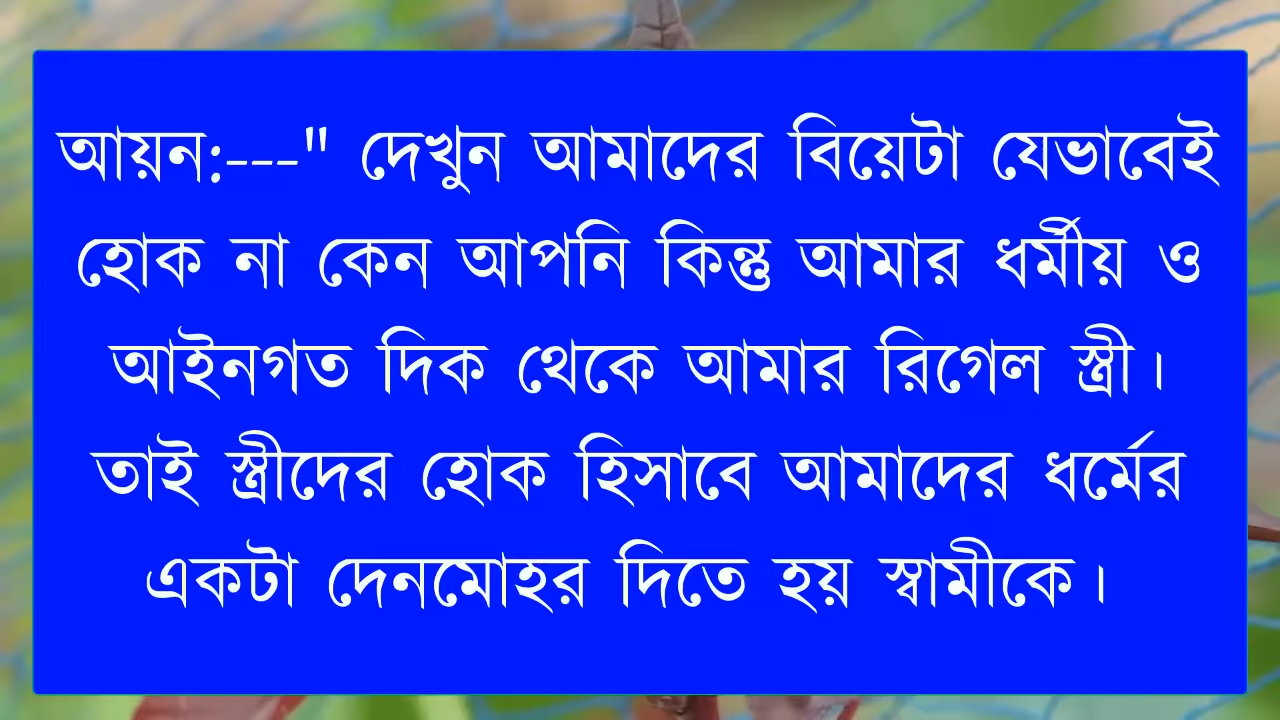 আয়ন:---" দেখুন আমাদের বিয়েটা যেভাবেই
হোক না কেন আপনি কিন্তু আমার ধর্মীয় ও
আইনগত দিক থেকে আমার রিগেল স্ত্রী।
তাই স্ত্রীদের হোক হিসাবে আমাদের ধর্মের
একটা দেনমোহর দিতে হয় স্বামীকে।